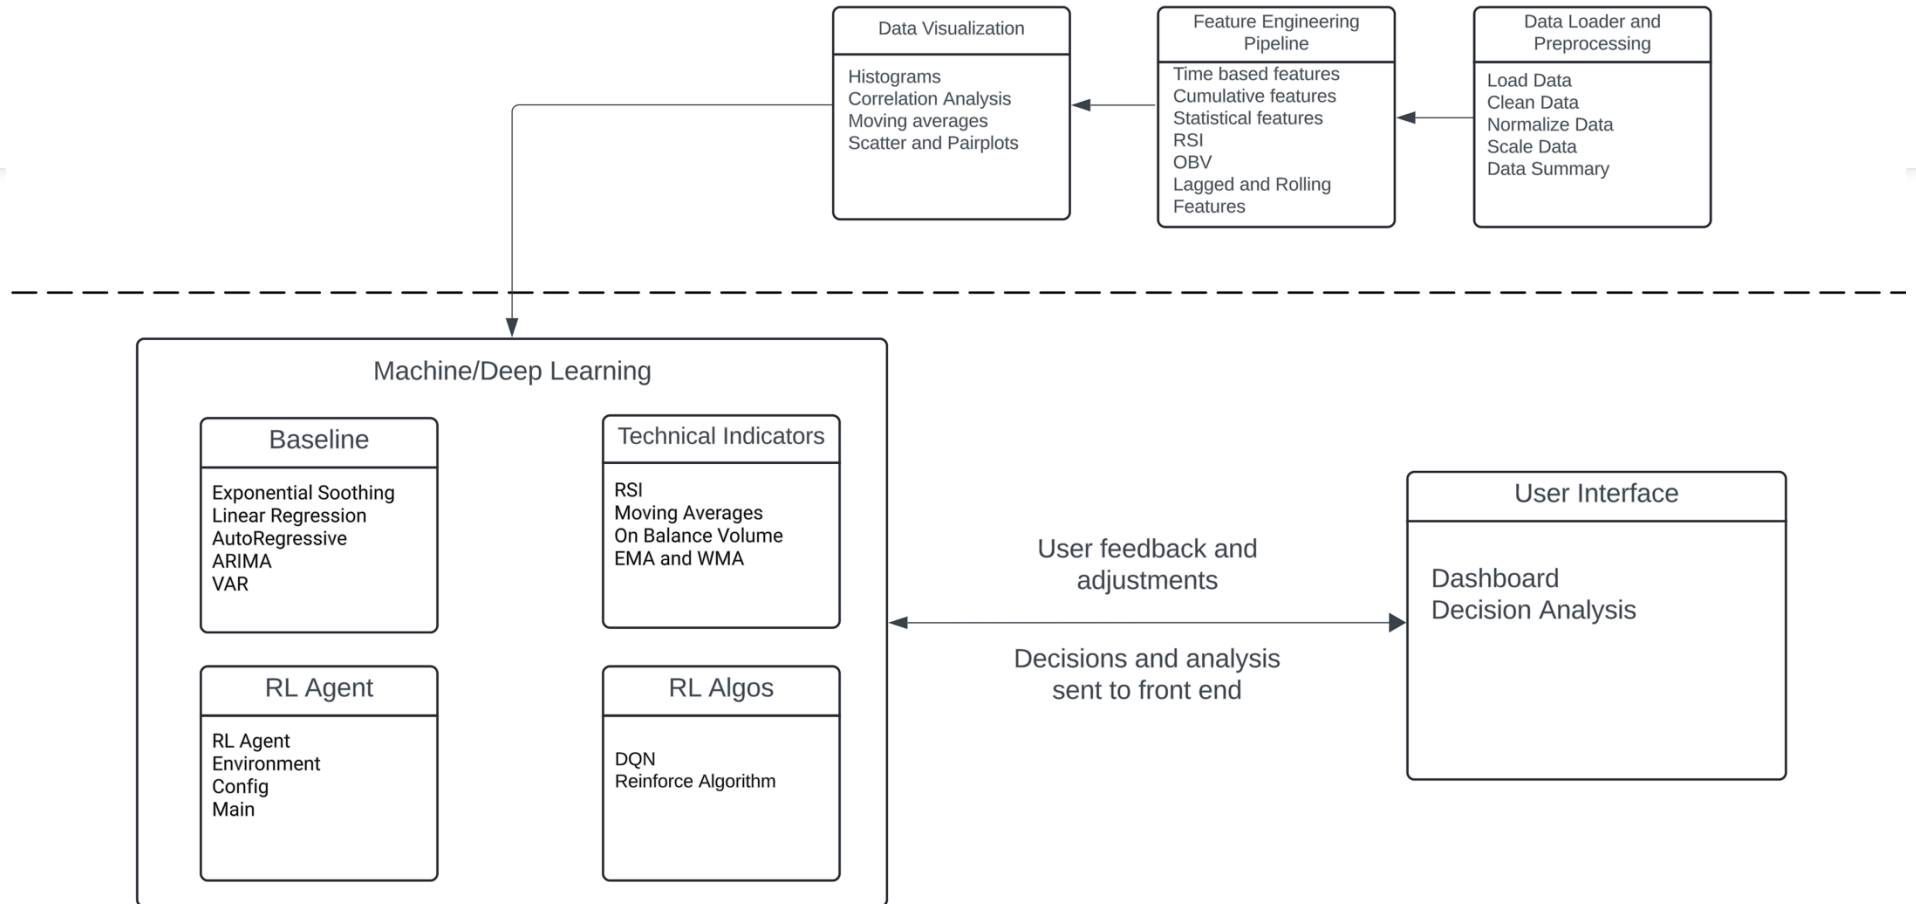 Data Visualization
Histograms
Correlation Analysis
Moving averages
Scatter and Pairplots
Feature Engineering
Pipeline
Time based features
Cumulative features
Statistical features
RSI
OBV
Lagged and Rolling
Features
Data Loader and
Preprocessing
Load Data
Clean Data
Normalize Data
Scale Data
Data Summary
Machine/Deep Learning
Baseline
Exponential Soothing
Linear Regression
AutoRegressive
ARIMA
VAR
Technical Indicators
RSI
Moving Averages
On Balance Volume
EMA and WMA
RL Agent
RL Agent
Environment
Config
Main
RL Algos
DQN
Reinforce Algorithm
User feedback and
adjustments
Decisions and analysis
sent to front end
User Interface
Dashboard
Decision Analysis